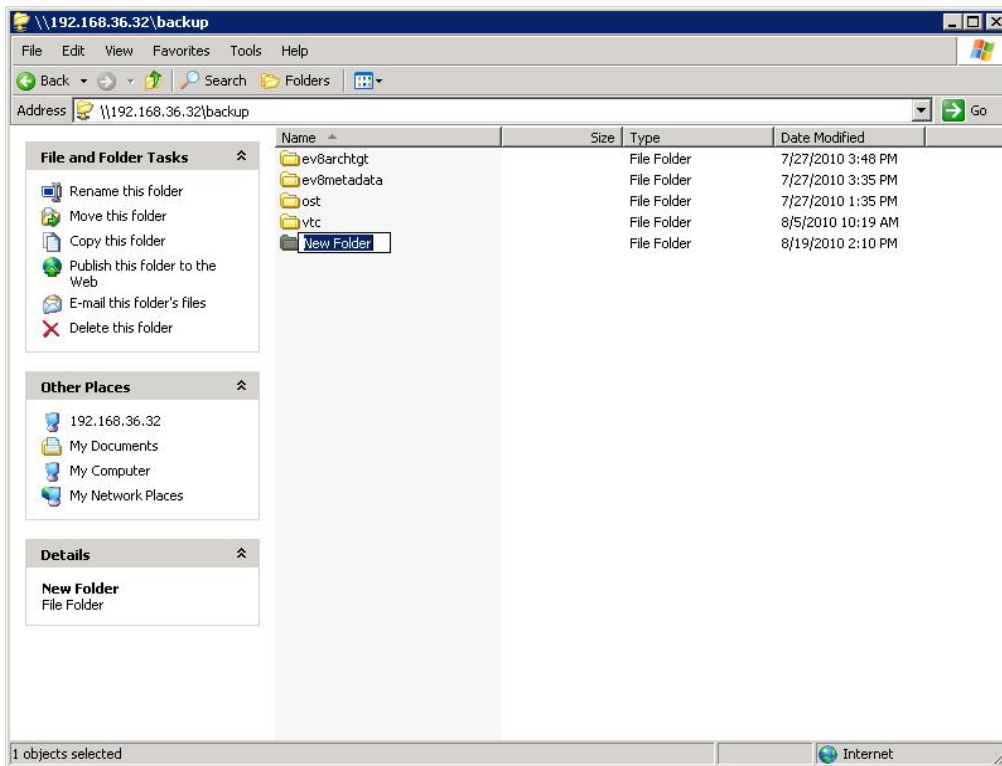 \\192.168.36.32\backup
File Edit View Favorites Tools Help
Back Search Folders
Address \\192.168.36.32\backup Go
File and Folder Tasks
Rename this folder
Move this folder
Copy this folder
Publish this folder to the
Web
E-mail this folder's files
Delete this folder
Other Places
192.168.36.32
My Documents
My Computer
My Network Places
Details
New Folder
File Folder
Name Size Type Date Modified
ev8archtgt File Folder 7/27/2010 3:48 PM
ev8metadata File Folder 7/27/2010 3:35 PM
ost File Folder 7/27/2010 1:35 PM
vtc File Folder 8/5/2010 10:19 AM
New Folder File Folder 8/19/2010 2:10 PM
1 objects selected Internet